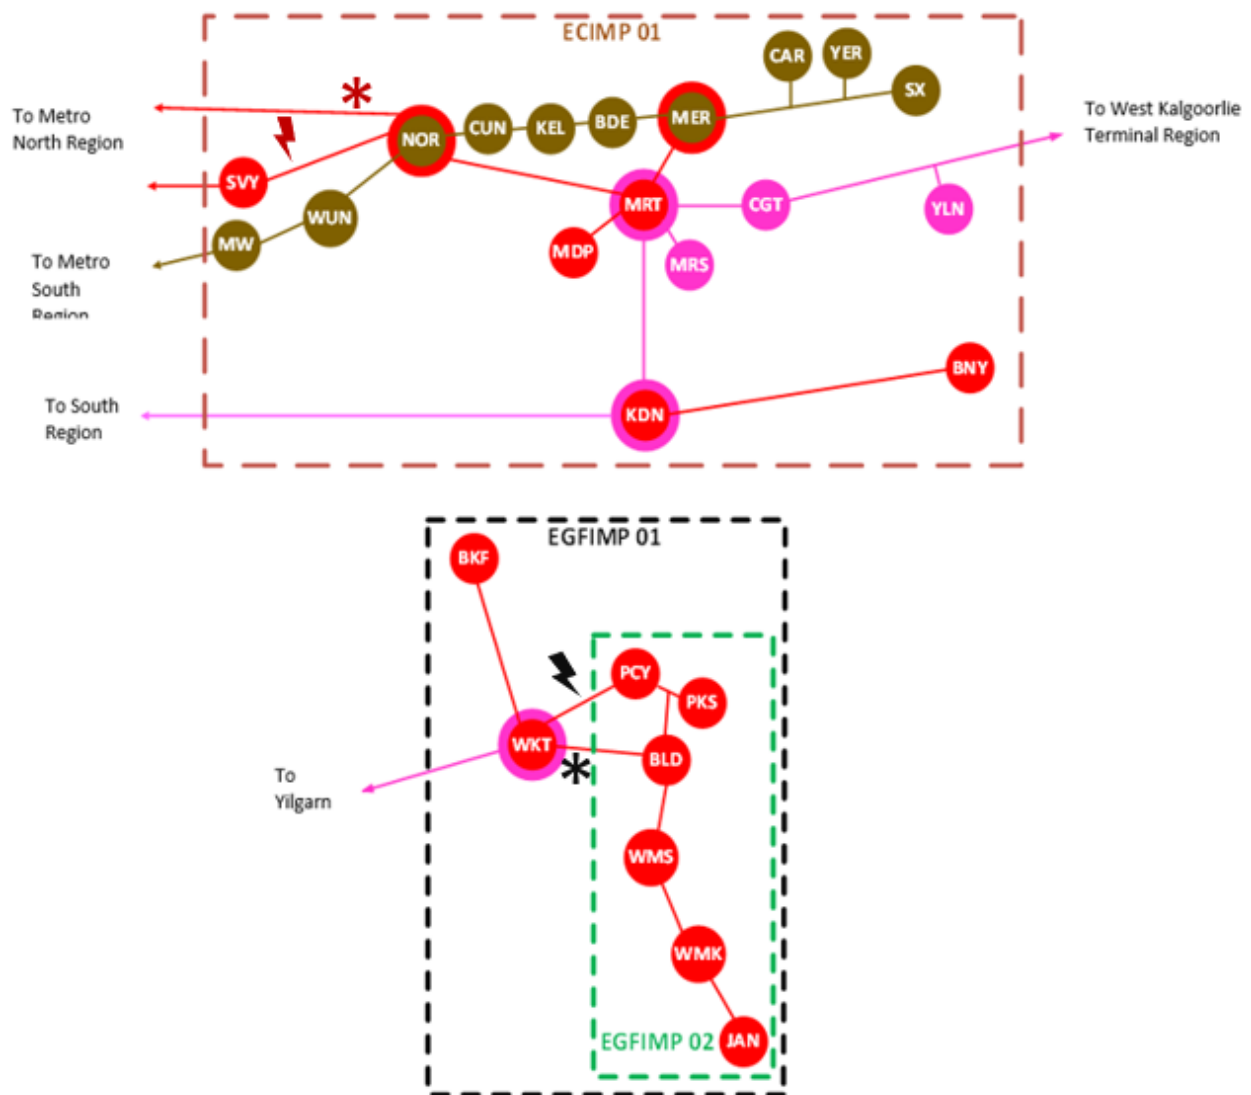 ECIMP 01
CAR
YER
SX
To Metro
North Region
NOR
CUN
KEL
BDE
MER
To West Kalgoorlie
Terminal Region
SVY
WUN
MW
MRT
CGT
YLN
MDP
MRS
To Metro
South
Region
BNY
To South
Region
KDN
EGFIMP 01
BKF
PCY
PKS
WKT
BLD
To
Yilgarn
WMS
WMK
EGFIMP 02
JAN